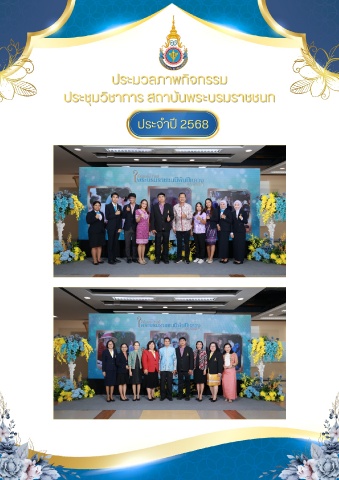 ประมวลภาพกิจกรรม
ประชุมวิชาการ สถาบันพระบรมราชชนก
ประจำปี 2568